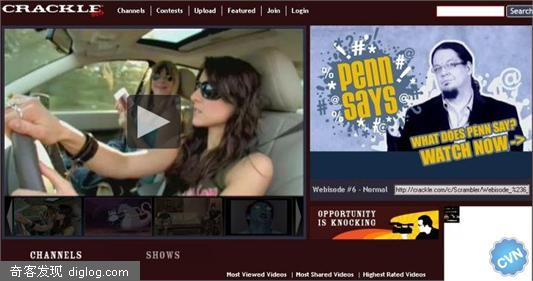 CRACKLE beta
Channels | Contests | Upload | Featured | Join | Login
Search
PENN SAYS
WHAT DOES PENN SAY?
WATCH NOW ->
Webisode #6 - Normal
http://crackle.com/c/Scrambler/Webisode_%236_
OPPORTUNITY
IS KNOCKING
CVN
CHANNELS
SHOWS
Most Viewed Videos | Most Shared Videos | Highest Rated Videos
奇客发现 diglog.com